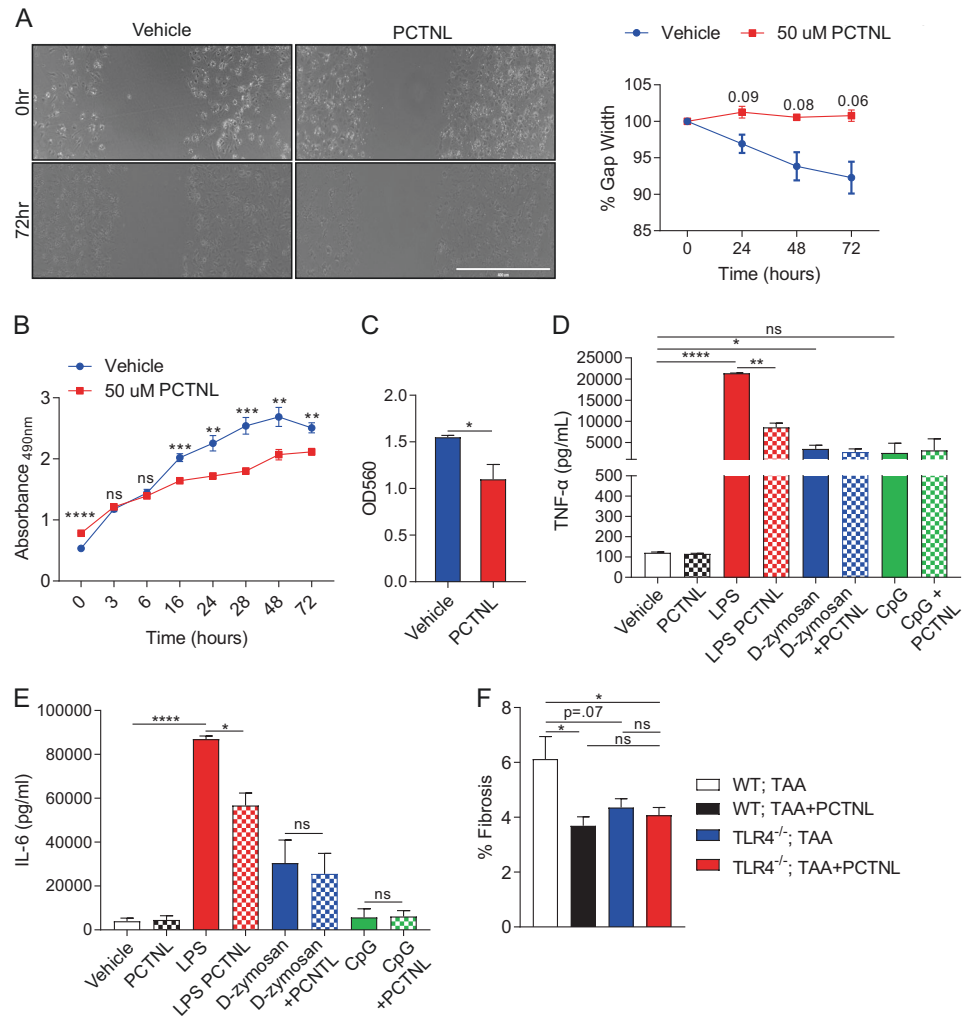 A
Vehicle
PCTNL
0hr
72hr
Vehicle
50 uM PCTNL
% Gap Width
105
100
95
90
85
0.09
0.08
0.06
0
24
48
72
Time (hours)
B
Vehicle
50 uM PCTNL
Absorbance 490nm
3
2
1
0
****
ns
ns
***
**
***
**
**
0
3
6
16
24
28
48
72
Time (hours)
C
OD560
2.0
1.5
1.0
0.5
0.0
*
Vehicle
PCTNL
D
TNF-α (pg/mL)
25000
20000
15000
10000
5000
500
400
300
200
100
0
ns
*
****
**
Vehicle
PCTNL
LPS
LPS PCTNL
D-zymosan
D-zymosan
+PCTNL
CpG
CpG +
PCTNL
E
IL-6 (pg/ml)
100000
80000
60000
40000
20000
0
****
*
ns
ns
Vehicle
PCTNL
LPS
LPS PCTNL
D-zymosan
D-zymosan
+PCNTL
CpG
CpG
+PCTNL
F
% Fibrosis
8
6
4
2
0
*
p=.07
*
ns
ns
WT; TAA
WT; TAA+PCTNL
TLR4-/-; TAA
TLR4-/-; TAA+PCTNL